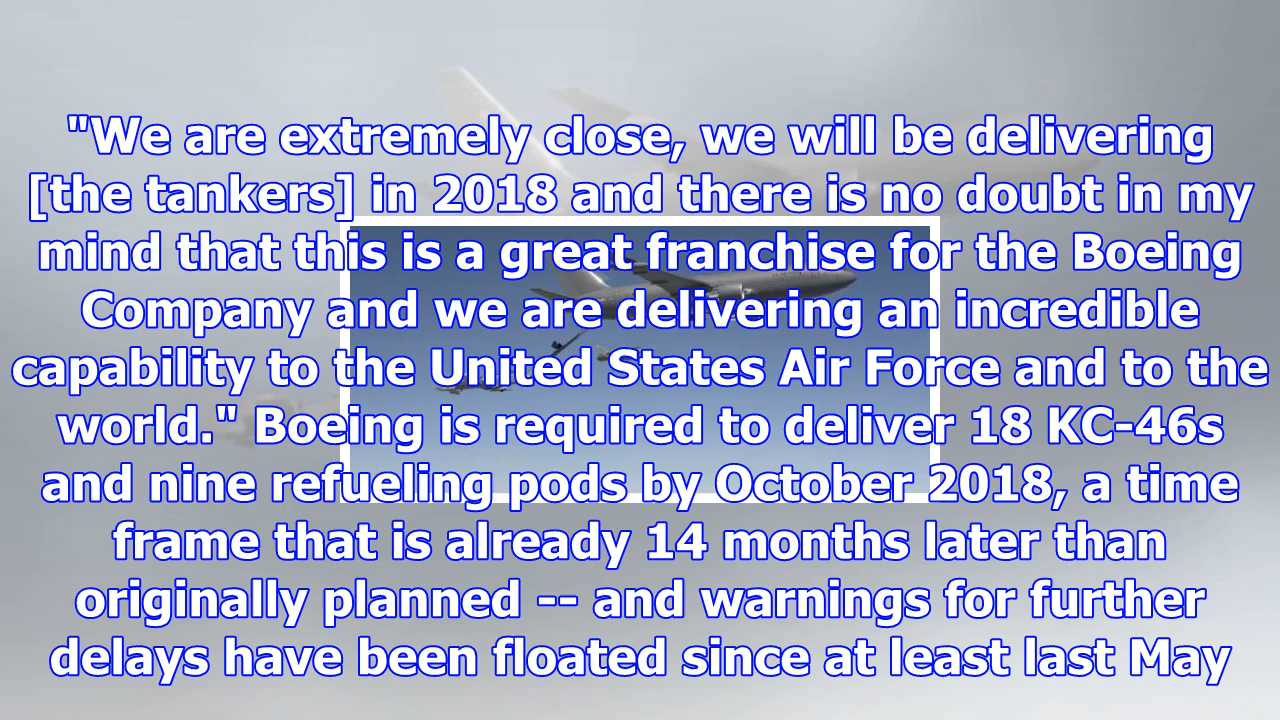 "We are extremely close, we will be delivering
[the tankers] in 2018 and there is no doubt in my
mind that this is a great franchise for the Boeing
Company and we are delivering an incredible
capability to the United States Air Force and to the
world." Boeing is required to deliver 18 KC-46s
and nine refueling pods by October 2018, a time
frame that is already 14 months later than
originally planned -- and warnings for further
delays have been floated since at least last May